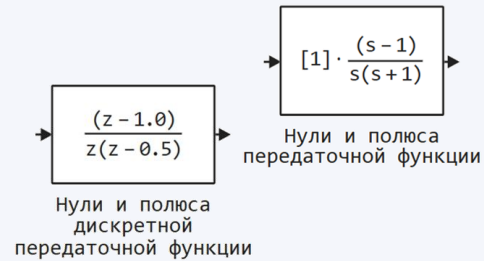 (z - 1.0)
z(z - 0.5)
Нули и полюса
дискретной
передаточной функции
[1] · (s - 1)
s(s + 1)
Нули и полюса
передаточной функции